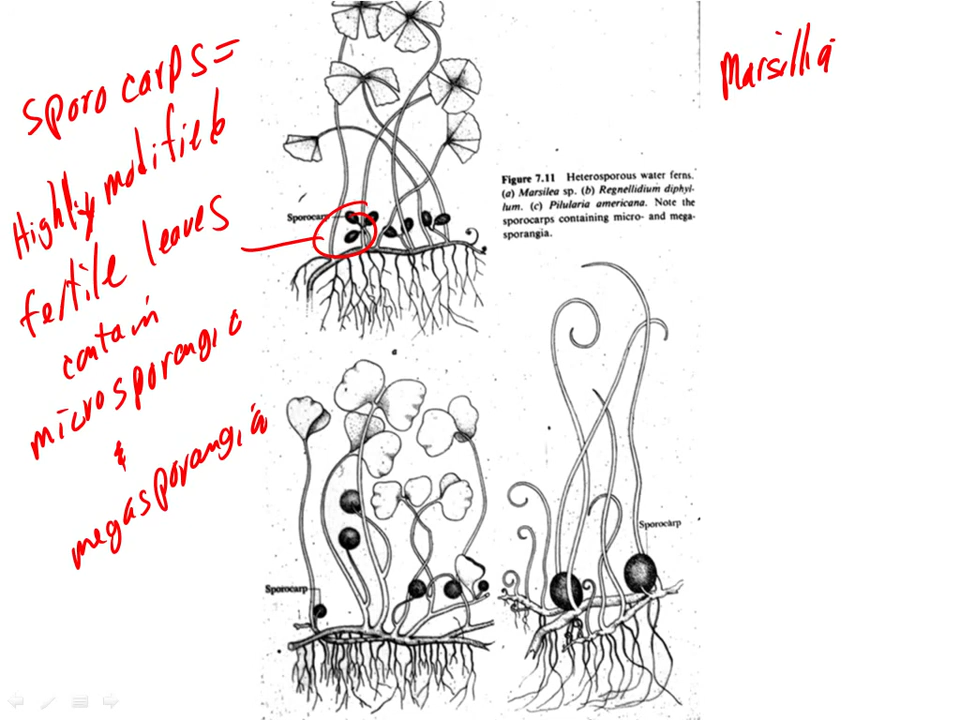 sporocarps =
Highly modified
fertile leaves
contain
microsporangia
&
megasporangia
Marsillia
Sporocarp
Figure 7.11 Heterosporous water ferns.
(a) Marsilea sp. (b) Regnellidium diphyl-
lum. (c) Pilularia americana. Note the
sporocarps containing micro- and mega-
sporangia.
Sporocarp
Sporocarp